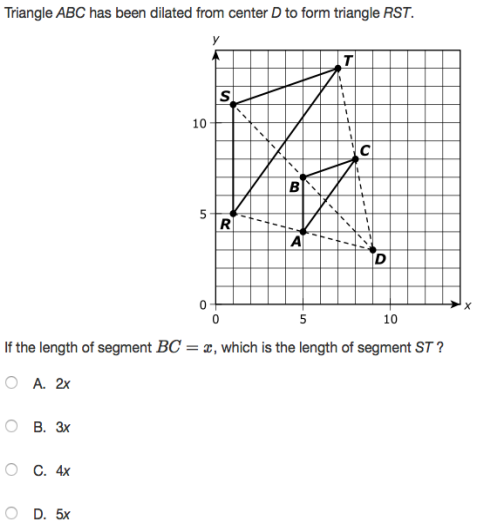 Triangle ABC has been dilated from center D to form triangle RST.
y
T
S
10
C
B
5
R
A
D
0
x
0 5 10
If the length of segment BC = x, which is the length of segment ST ?
A. 2x
B. 3x
C. 4x
D. 5x